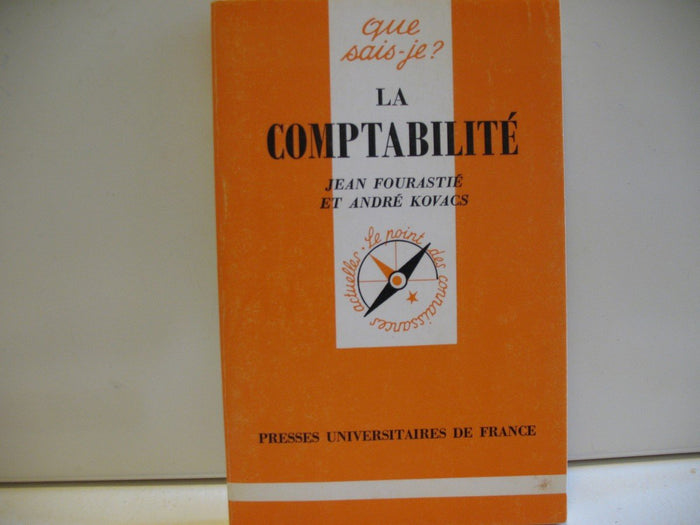 que
sais-je?
LA
COMPTABILITÉ
JEAN FOURASTIÉ
ET ANDRÉ KOVACS
Le point des connaissances actuelles
PRESSES UNIVERSITAIRES DE FRANCE